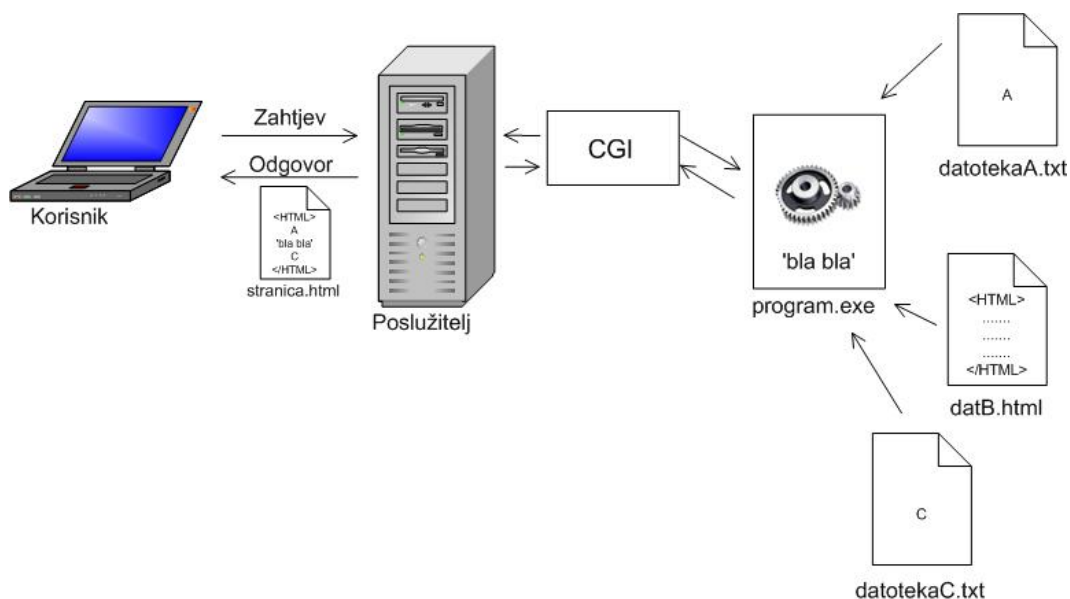 Korisnik
Zahtjev
Odgovor
<HTML>
A
'bla bla'
C
</HTML>
stranica.html
Poslužitelj
CGI
'bla bla'
program.exe
A
datotekaA.txt
<HTML>
.......
.......
.......
</HTML>
datB.html
C
datotekaC.txt